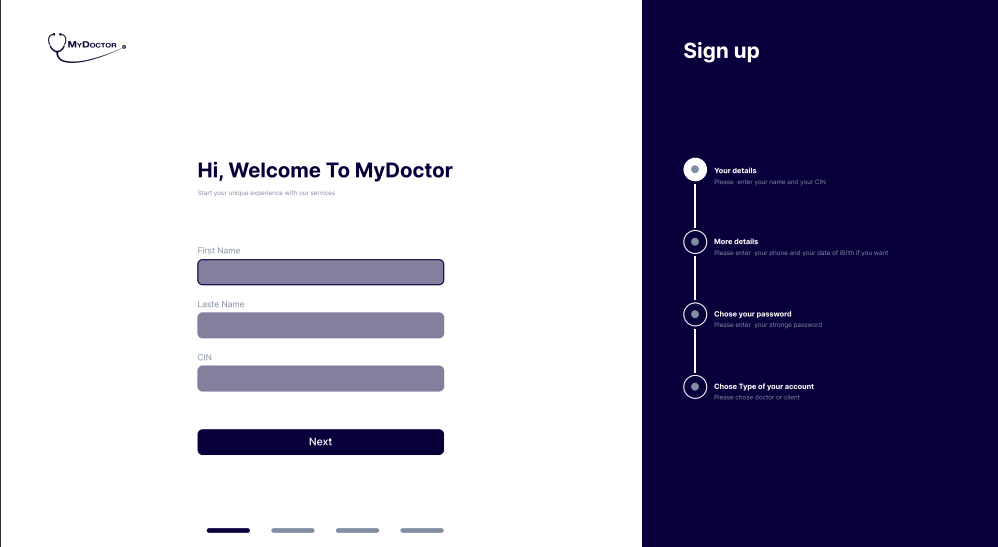 MYDOCTOR
Sign up
Hi, Welcome To MyDoctor
Start your unique experience with our services
First Name
Laste Name
CIN
Next
Your details
Please enter your name and your CIN
More details
Please enter your phone and your date of Birth if you want
Chose your password
Please enter your stronge password
Chose Type of your account
Please chose doctor or client